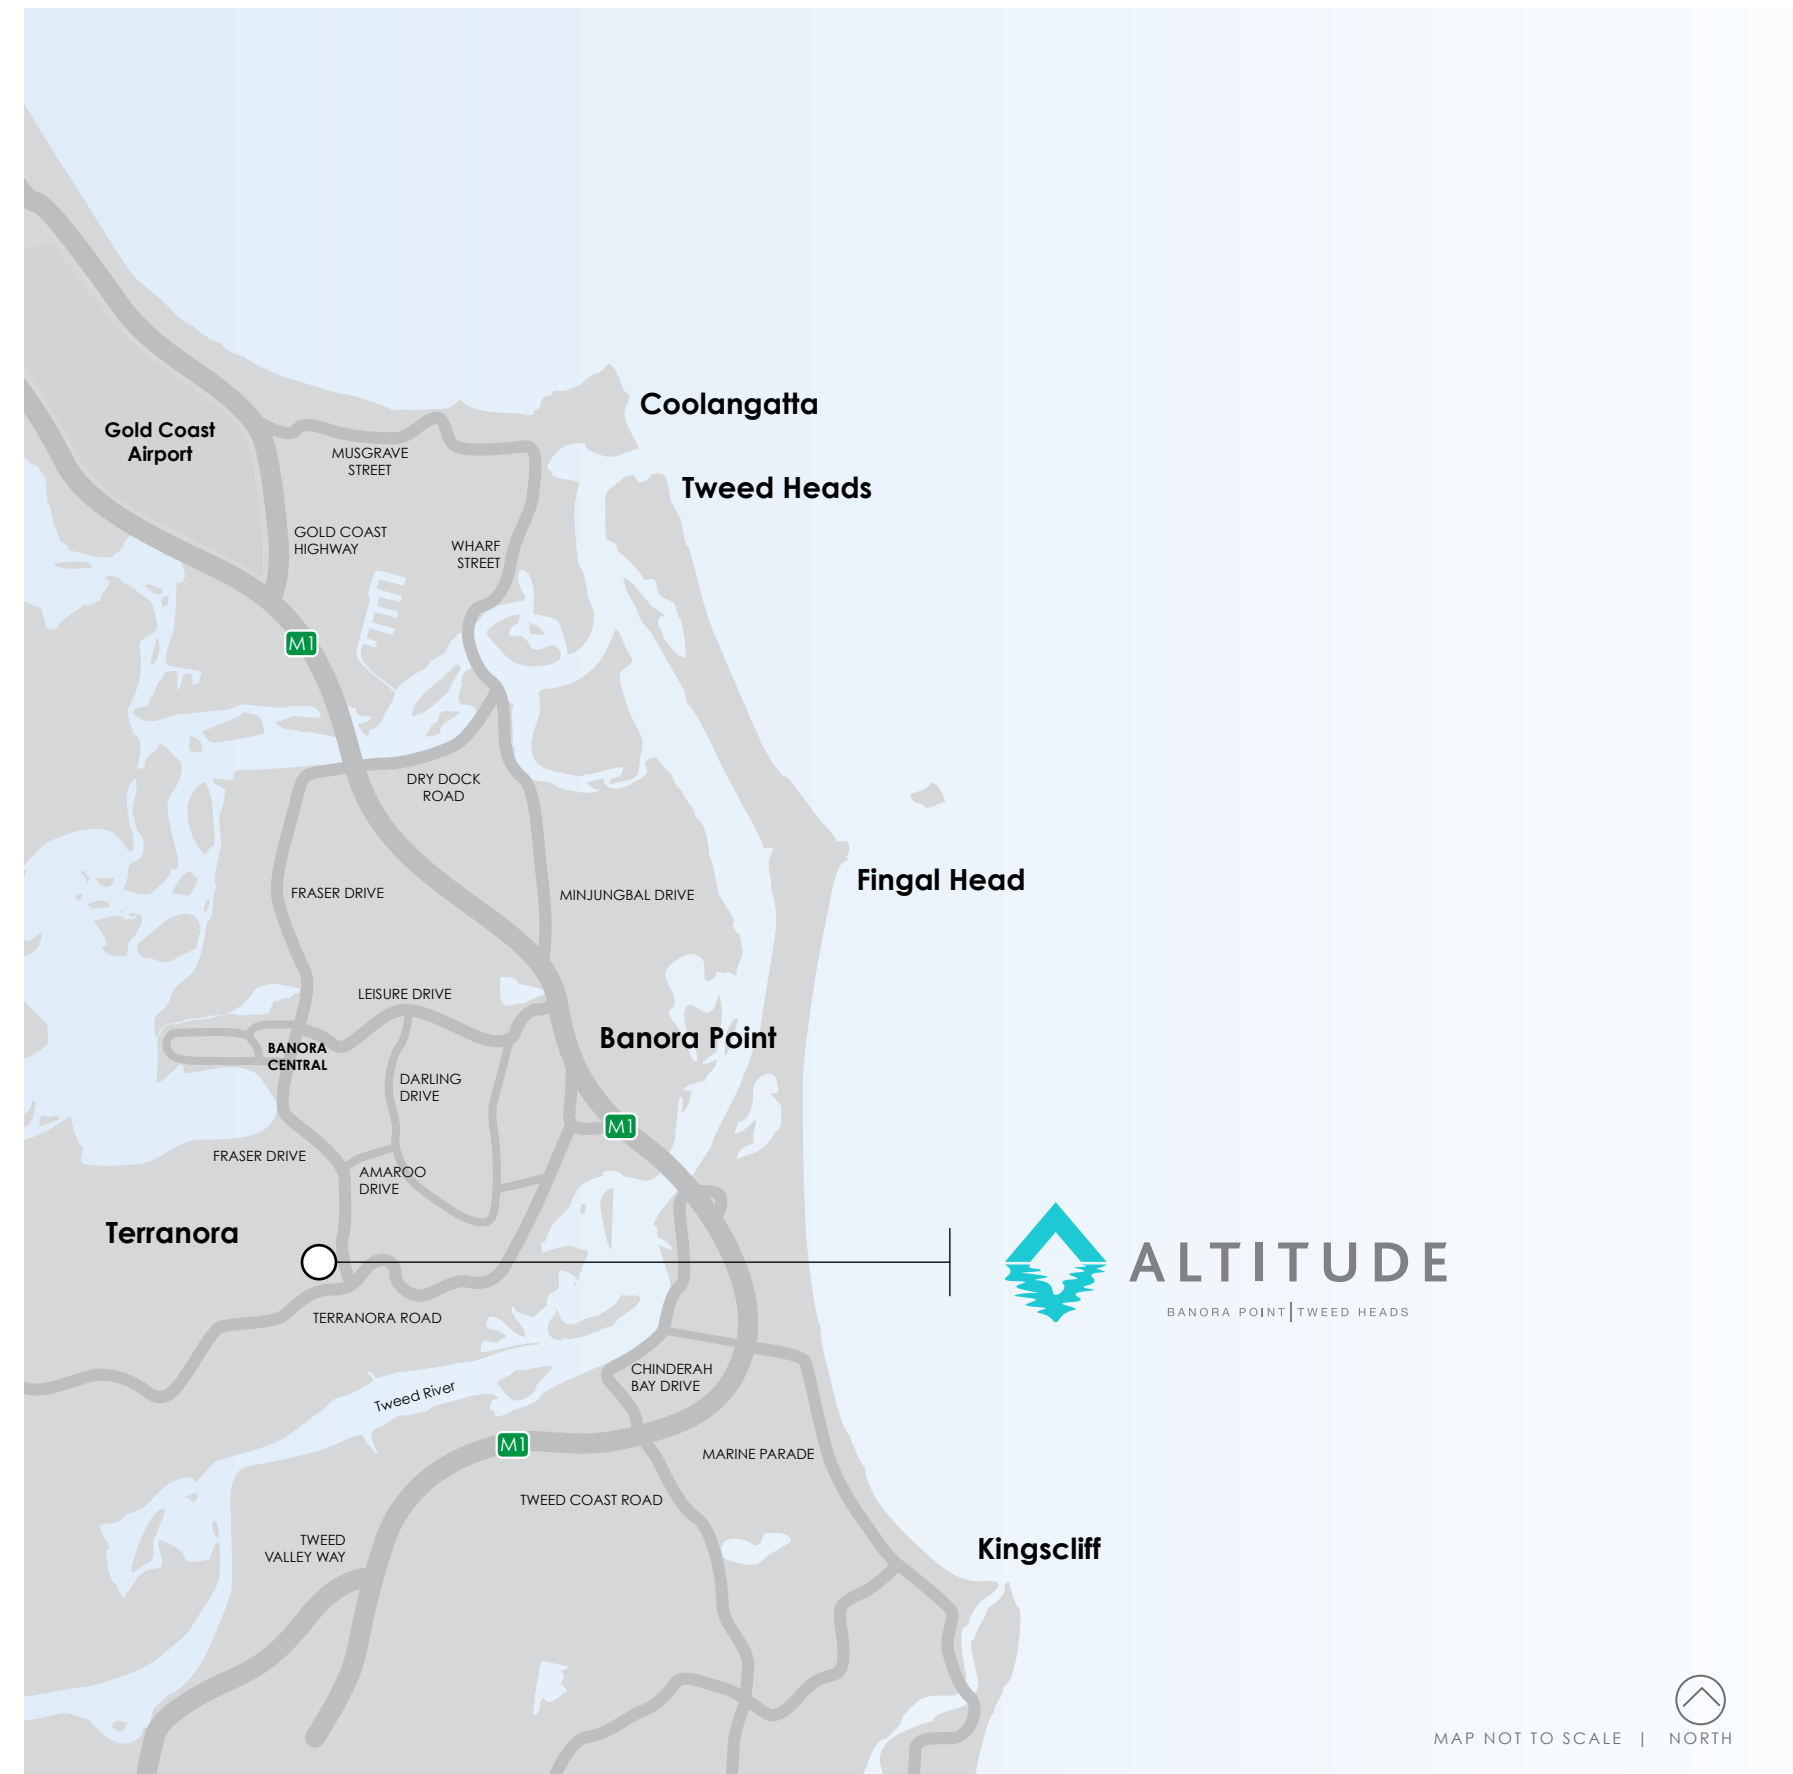 Coolangatta
Gold Coast
Airport
MUSGRAVE
STREET
Tweed Heads
GOLD COAST
HIGHWAY
WHARF
STREET
M1
DRY DOCK
ROAD
Fingal Head
FRASER DRIVE
MINJUNGBAL DRIVE
LEISURE DRIVE
Banora Point
BANORA
CENTRAL
DARLING
DRIVE
M1
FRASER DRIVE
AMAROO
DRIVE
Terranora
ALTITUDE
BANORA POINT | TWEED HEADS
TERRANORA ROAD
CHINDERAH
BAY DRIVE
Tweed River
M1
MARINE PARADE
TWEED COAST ROAD
TWEED
VALLEY WAY
Kingscliff
MAP NOT TO SCALE | NORTH